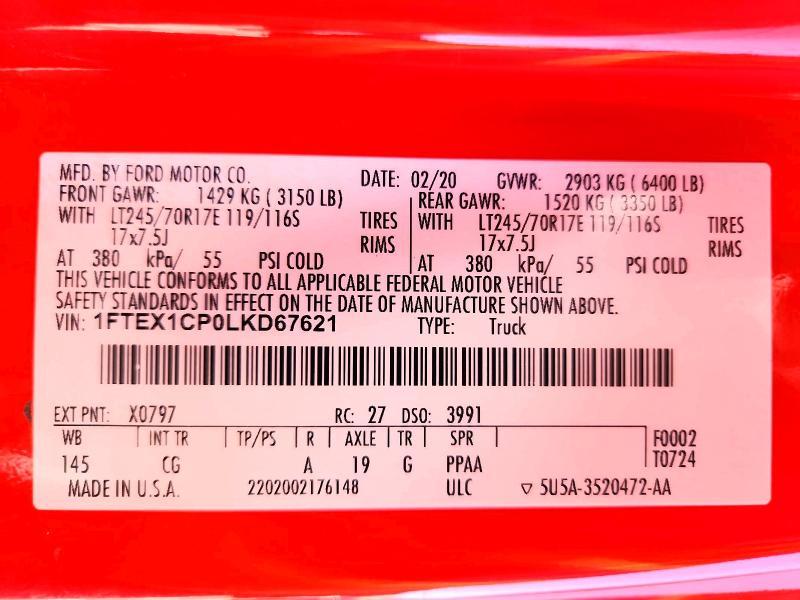 MFD. BY FORD MOTOR CO. DATE: 02/20 GVWR: 2903 KG ( 6400 LB)
FRONT GAWR: 1429 KG ( 3150 LB) REAR GAWR: 1520 KG ( 3350 LB)
WITH LT245/70R17E 119/116S TIRES WITH LT245/70R17E 119/116S TIRES
17x7.5J RIMS 17x7.5J RIMS
AT 380 kPa/ 55 PSI COLD AT 380 kPa/ 55 PSI COLD
THIS VEHICLE CONFORMS TO ALL APPLICABLE FEDERAL MOTOR VEHICLE
SAFETY STANDARDS IN EFFECT ON THE DATE OF MANUFACTURE SHOWN ABOVE.
VIN: 1FTEX1CP0LKD67621 TYPE: Truck
EXT PNT: X0797 RC: 27 DSO: 3991
WB INT TR TP/PS R AXLE TR SPR F0002
145 CG A 19 G PPAA T0724
MADE IN U.S.A. 2202002176148 ULC ▽ 5U5A-3520472-AA